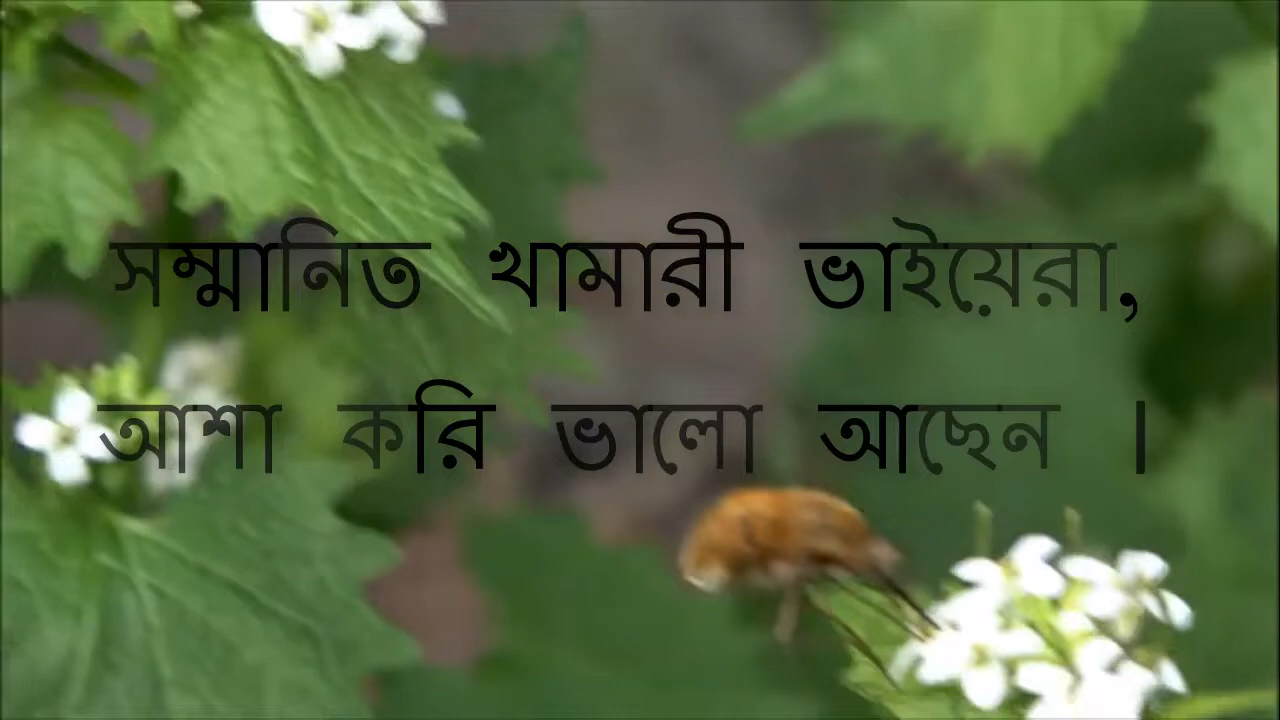 সম্মানিত খামারী ভাইয়েরা,
আশা করি ভালো আছেন ।